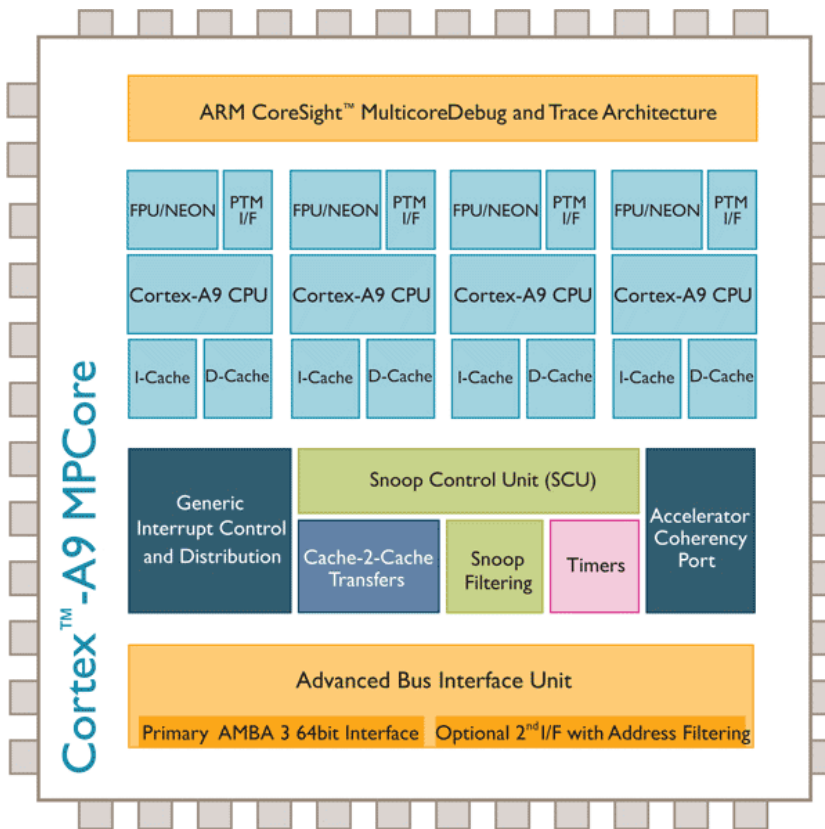 ARM CoreSight™ MulticoreDebug and Trace Architecture
FPU/NEON
PTM
I/F
FPU/NEON
PTM
I/F
FPU/NEON
PTM
I/F
FPU/NEON
PTM
I/F
Cortex-A9 CPU
Cortex-A9 CPU
Cortex-A9 CPU
Cortex-A9 CPU
I-Cache
D-Cache
I-Cache
D-Cache
I-Cache
D-Cache
I-Cache
D-Cache
Cortex™-A9 MPCore
Generic
Interrupt Control
and Distribution
Snoop Control Unit (SCU)
Cache-2-Cache
Transfers
Snoop
Filtering
Timers
Accelerator
Coherency
Port
Advanced Bus Interface Unit
Primary AMBA 3 64bit Interface
Optional 2nd I/F with Address Filtering